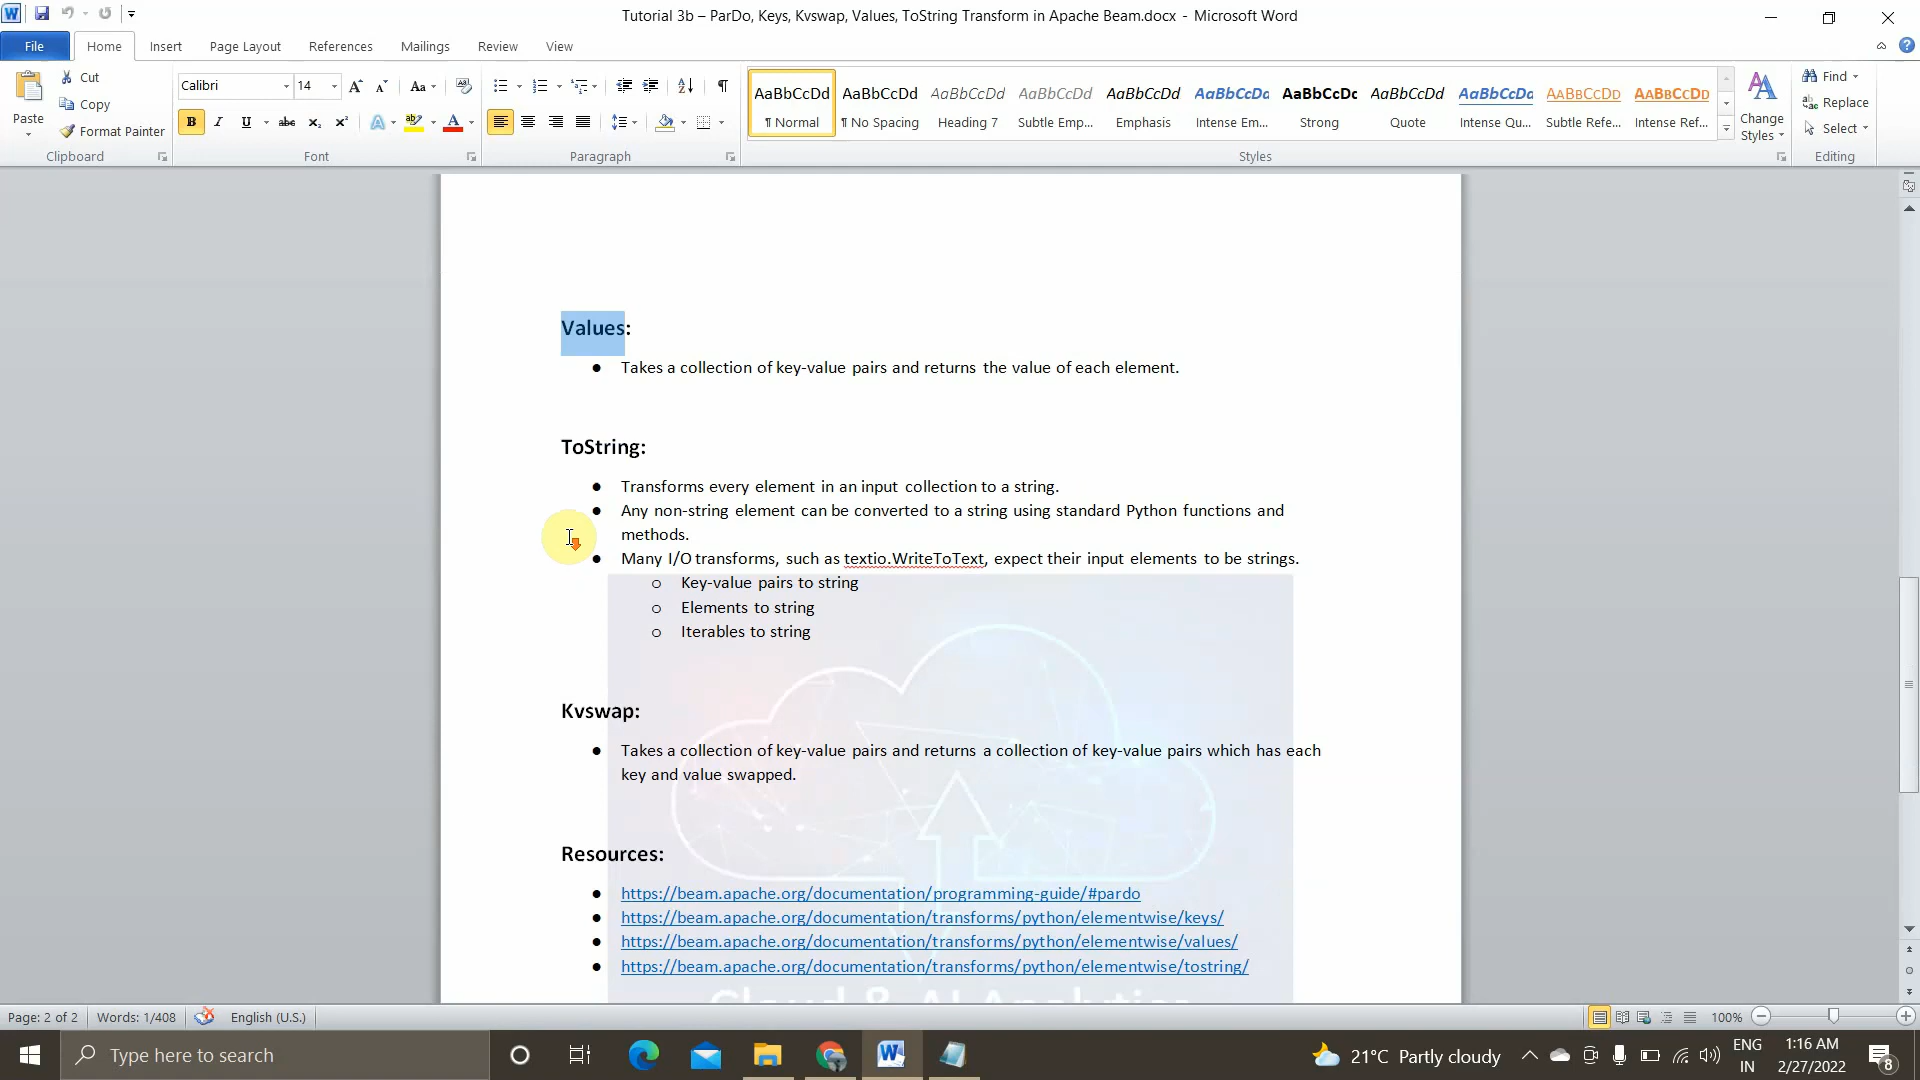 Tutorial 3b – ParDo, Keys, Kvswap, Values, ToString Transform in Apache Beam.docx - Microsoft Word
File Home Insert Page Layout References Mailings Review View
Paste
Cut
Copy
Format Painter
Clipboard
Calibri 14
Font
Paragraph
AaBbCcDd AaBbCcDd AaBbCcDd AaBbCcDd AaBbCcDd AaBbCcDd AaBbCcDc AaBbCcDd AaBbCcDd AaBbCcDd AaBbCcDd
¶ Normal ¶ No Spacing Heading 7 Subtle Emp... Emphasis Intense Em... Strong Quote Intense Qu... Subtle Refe... Intense Ref...
Styles
Change Styles
Find
Replace
Select
Editing
Values:
● Takes a collection of key-value pairs and returns the value of each element.
ToString:
● Transforms every element in an input collection to a string.
● Any non-string element can be converted to a string using standard Python functions and
methods.
● Many I/O transforms, such as textio.WriteToText, expect their input elements to be strings.
o Key-value pairs to string
o Elements to string
o Iterables to string
Kvswap:
● Takes a collection of key-value pairs and returns a collection of key-value pairs which has each
key and value swapped.
Resources:
● https://beam.apache.org/documentation/programming-guide/#pardo
● https://beam.apache.org/documentation/transforms/python/elementwise/keys/
● https://beam.apache.org/documentation/transforms/python/elementwise/values/
● https://beam.apache.org/documentation/transforms/python/elementwise/tostring/
Cloud & AI Analytics
Page: 2 of 2 Words: 1/408 English (U.S.) 100%
Type here to search
21°C Partly cloudy
ENG
IN
1:16 AM
2/27/2022
8